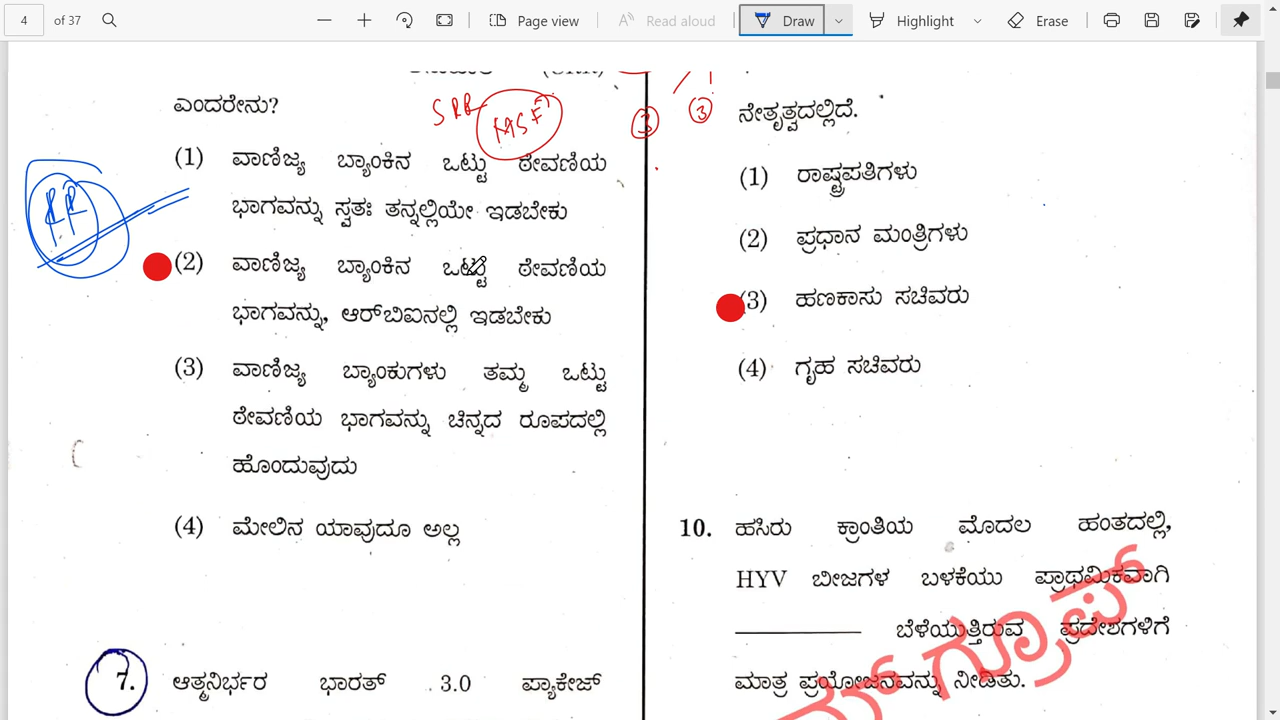 4 of 37 Page view Read aloud Draw Highlight Erase
ಎಂದರೇನು?
(1) ವಾಣಿಜ್ಯ ಬ್ಯಾಂಕಿನ ಒಟ್ಟು ಠೇವಣಿಯ
ಭಾಗವನ್ನು ಸ್ವತಃ ತನ್ನಲ್ಲಿಯೇ ಇಡಬೇಕು
(2) ವಾಣಿಜ್ಯ ಬ್ಯಾಂಕಿನ ಒಟ್ಟು ಠೇವಣಿಯ
ಭಾಗವನ್ನು, ಆರ್‌ಬಿಐನಲ್ಲಿ ಇಡಬೇಕು
(3) ವಾಣಿಜ್ಯ ಬ್ಯಾಂಕುಗಳು ತಮ್ಮ ಒಟ್ಟು
ಠೇವಣಿಯ ಭಾಗವನ್ನು ಚಿನ್ನದ ರೂಪದಲ್ಲಿ
ಹೊಂದುವುದು
(4) ಮೇಲಿನ ಯಾವುದೂ ಅಲ್ಲ
7. ಆತ್ಮನಿರ್ಭರ ಭಾರತ್ 3.0 ಪ್ಯಾಕೇಜ್
RR
MSF
3
3
ನೇತೃತ್ವದಲ್ಲಿದೆ.
(1) ರಾಷ್ಟ್ರಪತಿಗಳು
(2) ಪ್ರಧಾನ ಮಂತ್ರಿಗಳು
(3) ಹಣಕಾಸು ಸಚಿವರು
(4) ಗೃಹ ಸಚಿವರು
10. ಹಸಿರು ಕ್ರಾಂತಿಯ ಮೊದಲ ಹಂತದಲ್ಲಿ,
HYV ಬೀಜಗಳ ಬಳಕೆಯು ಪ್ರಾಥಮಿಕವಾಗಿ
ಬೆಳೆಯುತ್ತಿರುವ ಪ್ರದೇಶಗಳಿಗೆ
ಮಾತ್ರ ಪ್ರಯೋಜನವನ್ನು ನೀಡಿತು.
ಗ್ರೂಪ್